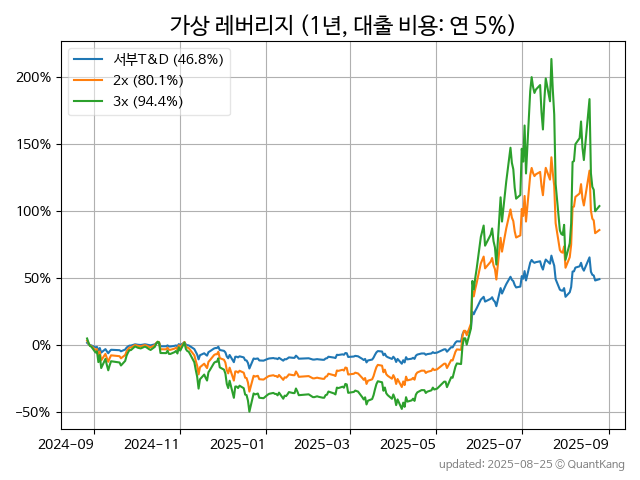 가상 레버리지 (1년, 대출 비용: 연 5%)
서부T&D (46.8%)
2x (80.1%)
3x (94.4%)
200%
150%
100%
50%
0%
−50%
2024-09
2024-11
2025-01
2025-03
2025-05
2025-07
2025-09
updated: 2025-08-25 © QuantKang